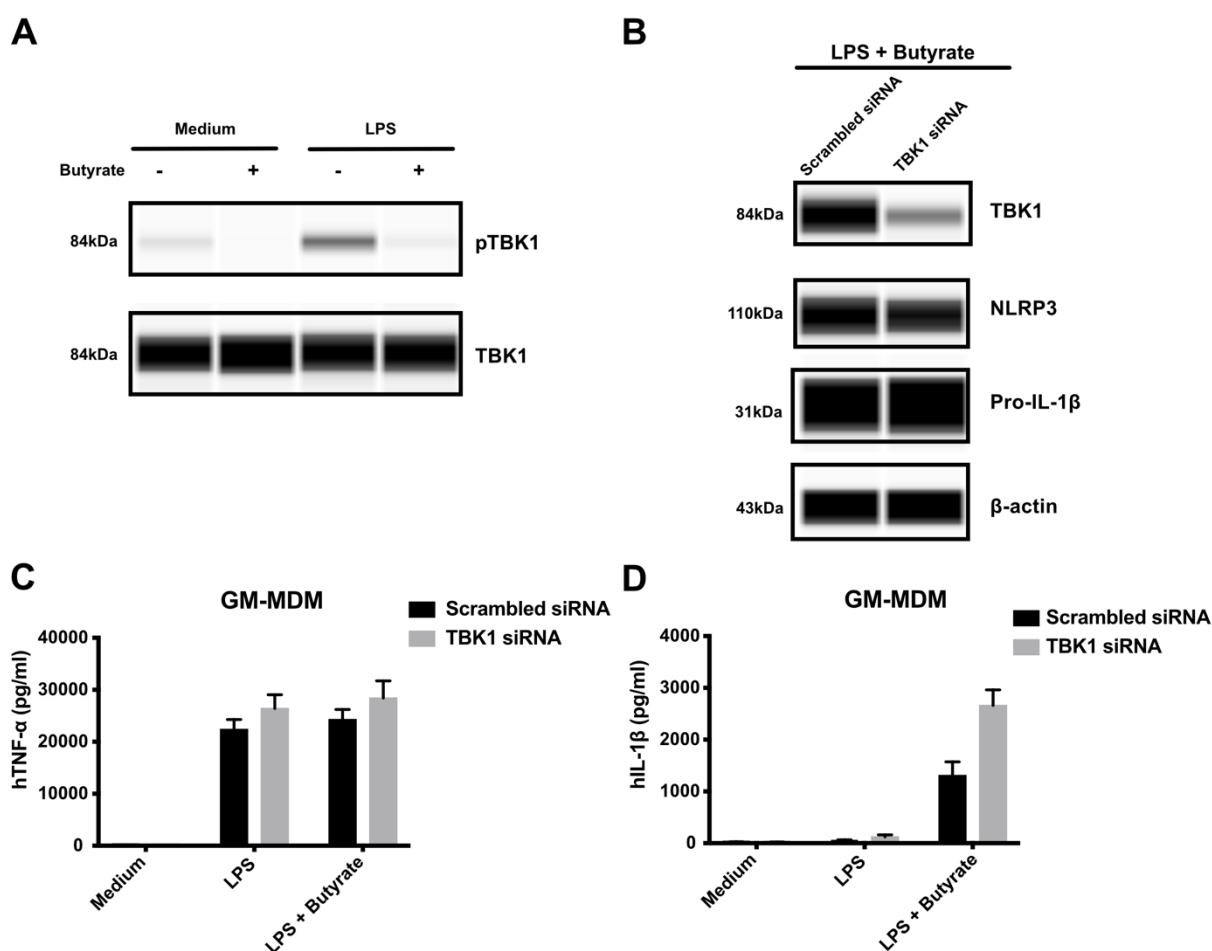 A
Medium LPS
Butyrate - + - +
84kDa pTBK1
84kDa TBK1
B
LPS + Butyrate
Scrambled siRNA TBK1 siRNA
84kDa TBK1
110kDa NLRP3
31kDa Pro-IL-1β
43kDa β-actin
C
GM-MDM
Scrambled siRNA
TBK1 siRNA
hTNF-α (pg/ml)
40000
30000
20000
10000
0
Medium LPS LPS + Butyrate
D
GM-MDM
Scrambled siRNA
TBK1 siRNA
hIL-1β (pg/ml)
4000
3000
2000
1000
0
Medium LPS LPS + Butyrate